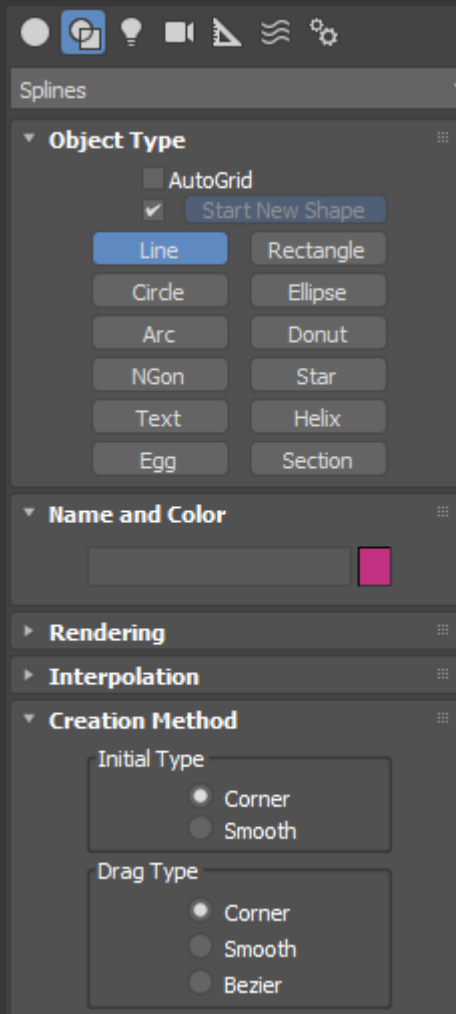 Splines
Object Type
AutoGrid
Start New Shape
Line Rectangle
Circle Ellipse
Arc Donut
NGon Star
Text Helix
Egg Section
Name and Color
Rendering
Interpolation
Creation Method
Initial Type
Corner
Smooth
Drag Type
Corner
Smooth
Bezier